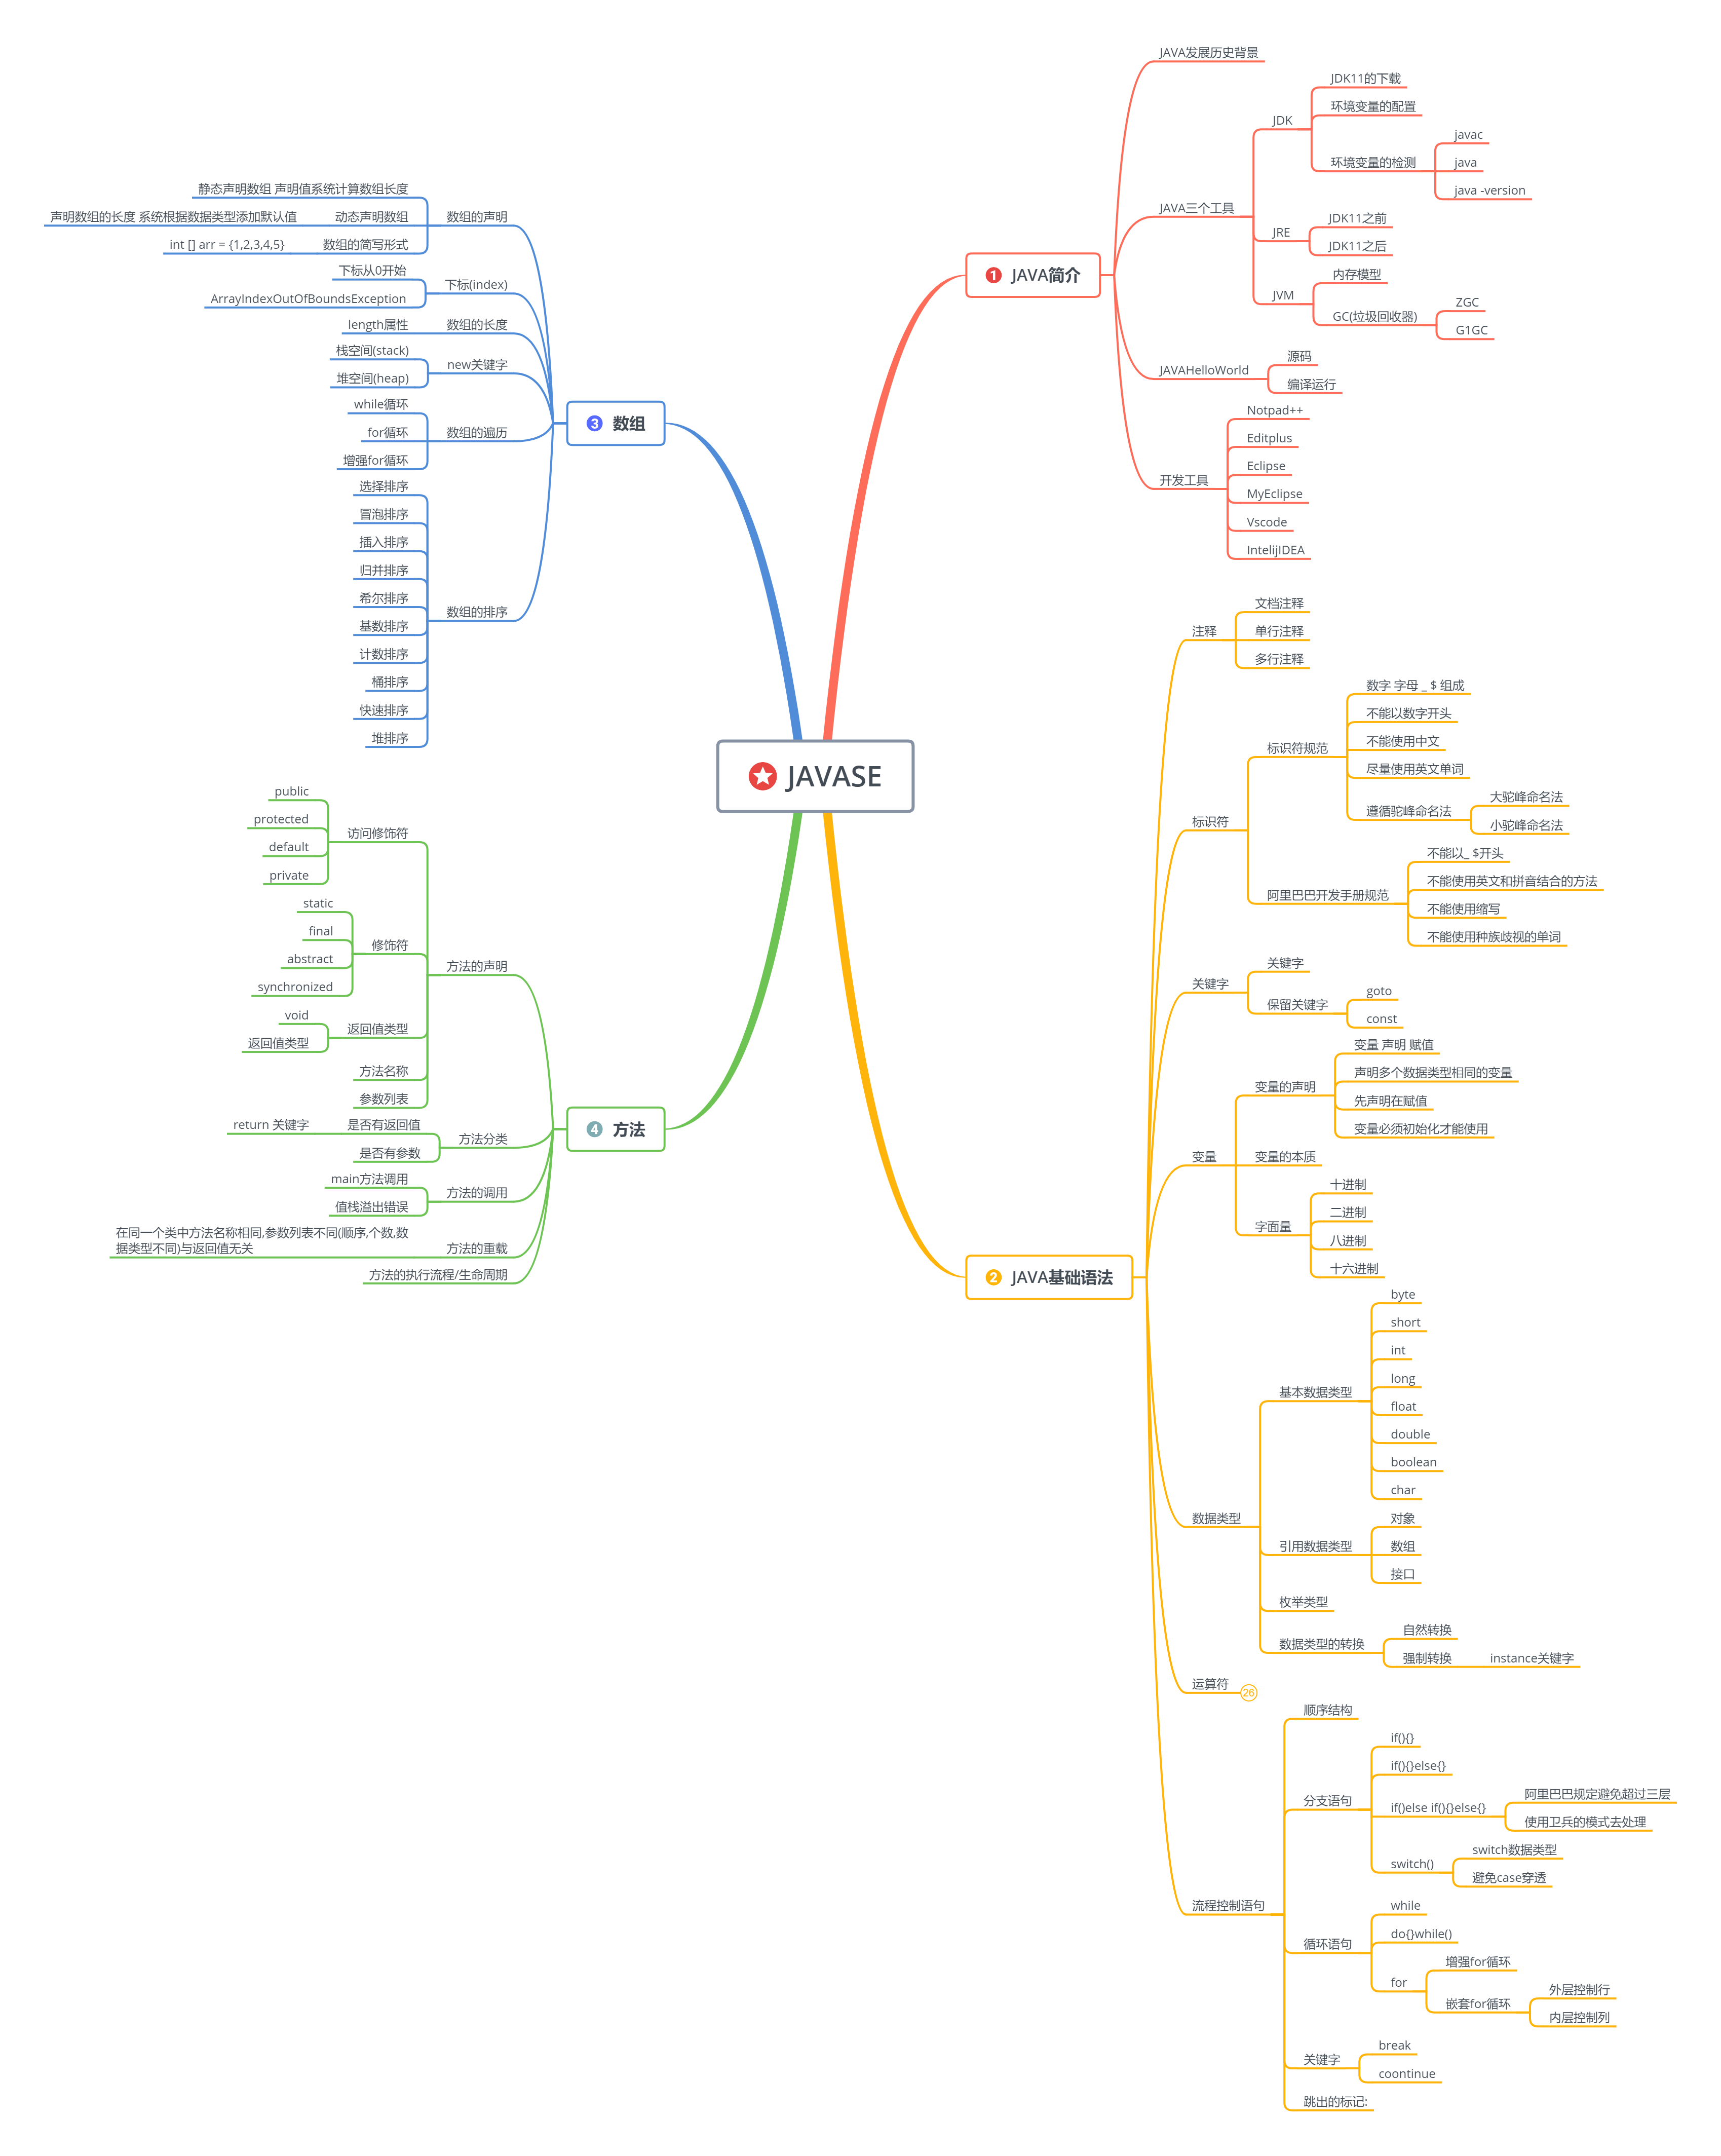 JAVASE
1 JAVA简介
JAVA发展历史背景
JAVA三个工具
JDK
JDK11的下载
环境变量的配置
环境变量的检测
javac
java
java -version
JRE
JDK11之前
JDK11之后
JVM
内存模型
GC(垃圾回收器)
ZGC
G1GC
JAVAHelloWorld
源码
编译运行
开发工具
Notpad++
Editplus
Eclipse
MyEclipse
Vscode
IntelijIDEA
2 JAVA基础语法
注释
文档注释
单行注释
多行注释
标识符
标识符规范
数字 字母 _ $ 组成
不能以数字开头
不能使用中文
尽量使用英文单词
遵循驼峰命名法
大驼峰命名法
小驼峰命名法
阿里巴巴开发手册规范
不能以_ $开头
不能使用英文和拼音结合的方法
不能使用缩写
不能使用种族歧视的单词
关键字
关键字
保留关键字
goto
const
变量
变量的声明
变量 声明 赋值
声明多个数据类型相同的变量
先声明在赋值
变量必须初始化才能使用
变量的本质
字面量
十进制
二进制
八进制
十六进制
数据类型
基本数据类型
byte
short
int
long
float
double
boolean
char
引用数据类型
对象
数组
接口
枚举类型
数据类型的转换
自然转换
强制转换
instance关键字
运算符
26
流程控制语句
顺序结构
分支语句
if(){}
if(){}else{}
if()else if(){}else{}
阿里巴巴规定避免超过三层
使用卫兵的模式去处理
switch()
switch数据类型
避免case穿透
循环语句
while
do{}while()
for
增强for循环
嵌套for循环
外层控制行
内层控制列
关键字
break
coontinue
跳出的标记:
3 数组
数组的声明
静态声明数组 声明值系统计算数组长度
动态声明数组
声明数组的长度 系统根据数据类型添加默认值
数组的简写形式
int [] arr = {1,2,3,4,5}
下标(index)
下标从0开始
ArrayIndexOutOfBoundsException
数组的长度
length属性
new关键字
栈空间(stack)
堆空间(heap)
数组的遍历
while循环
for循环
增强for循环
数组的排序
选择排序
冒泡排序
插入排序
归并排序
希尔排序
基数排序
计数排序
桶排序
快速排序
堆排序
4 方法
方法的声明
访问修饰符
public
protected
default
private
修饰符
static
final
abstract
synchronized
返回值类型
void
返回值类型
方法名称
参数列表
方法分类
是否有返回值
return 关键字
是否有参数
方法的调用
main方法调用
值栈溢出错误
方法的重载
在同一个类中方法名称相同,参数列表不同(顺序,个数,数
据类型不同)与返回值无关
方法的执行流程/生命周期